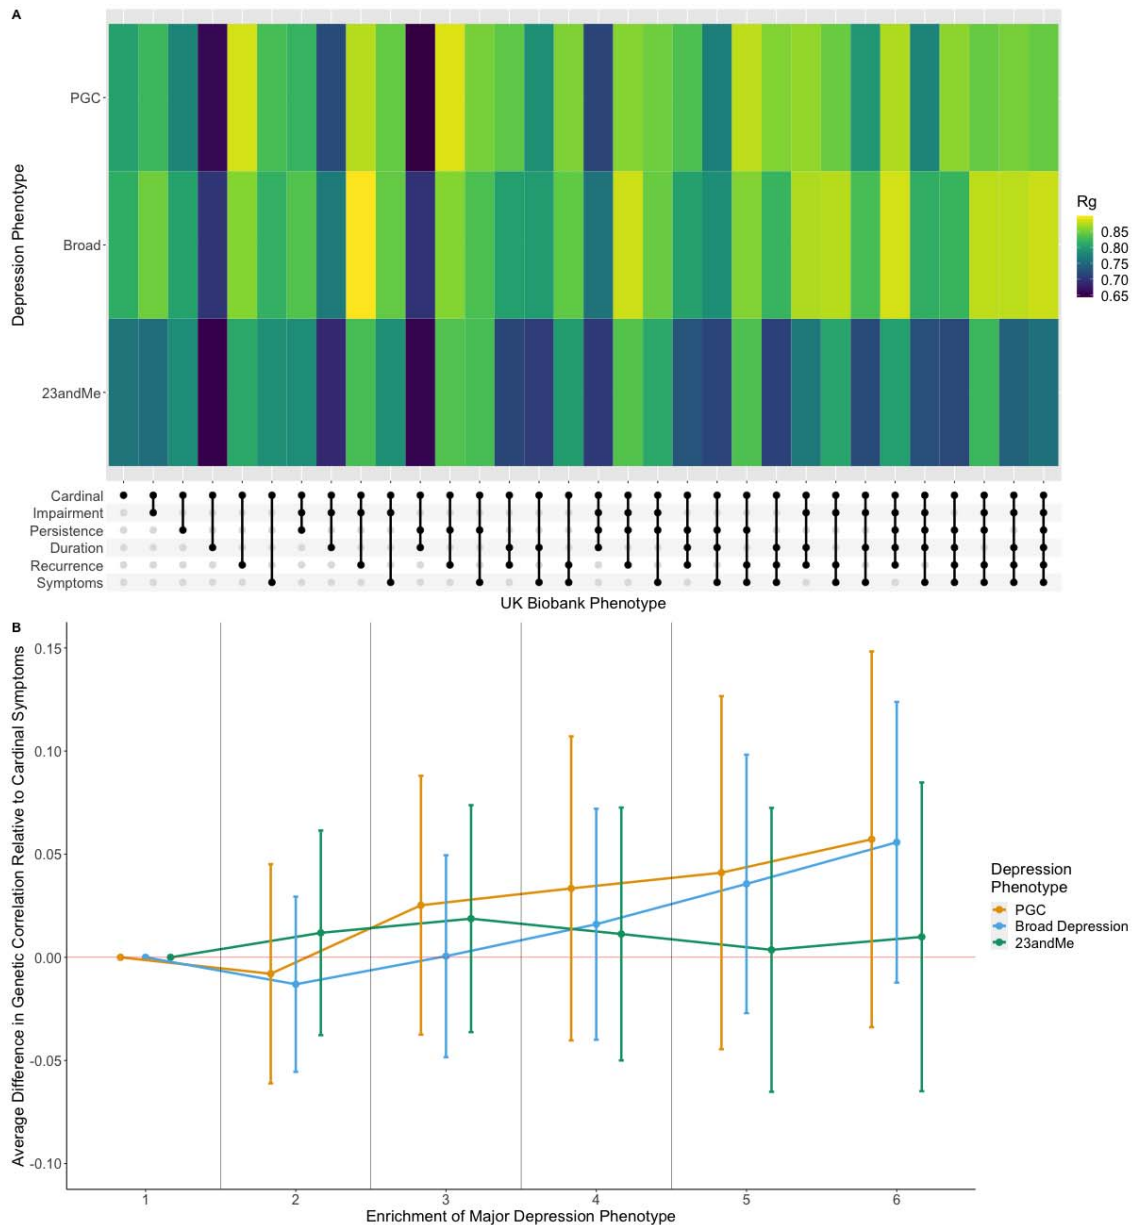 A
PGC
Broad
23andMe
Depression Phenotype
Rg
0.85
0.80
0.75
0.70
0.65
Cardinal
Impairment
Persistence
Duration
Recurrence
Symptoms
UK Biobank Phenotype
B
Average Difference in Genetic Correlation Relative to Cardinal Symptoms
0.15
0.10
0.05
0.00
-0.05
-0.10
1 2 3 4 5 6
Enrichment of Major Depression Phenotype
Depression
Phenotype
PGC
Broad Depression
23andMe